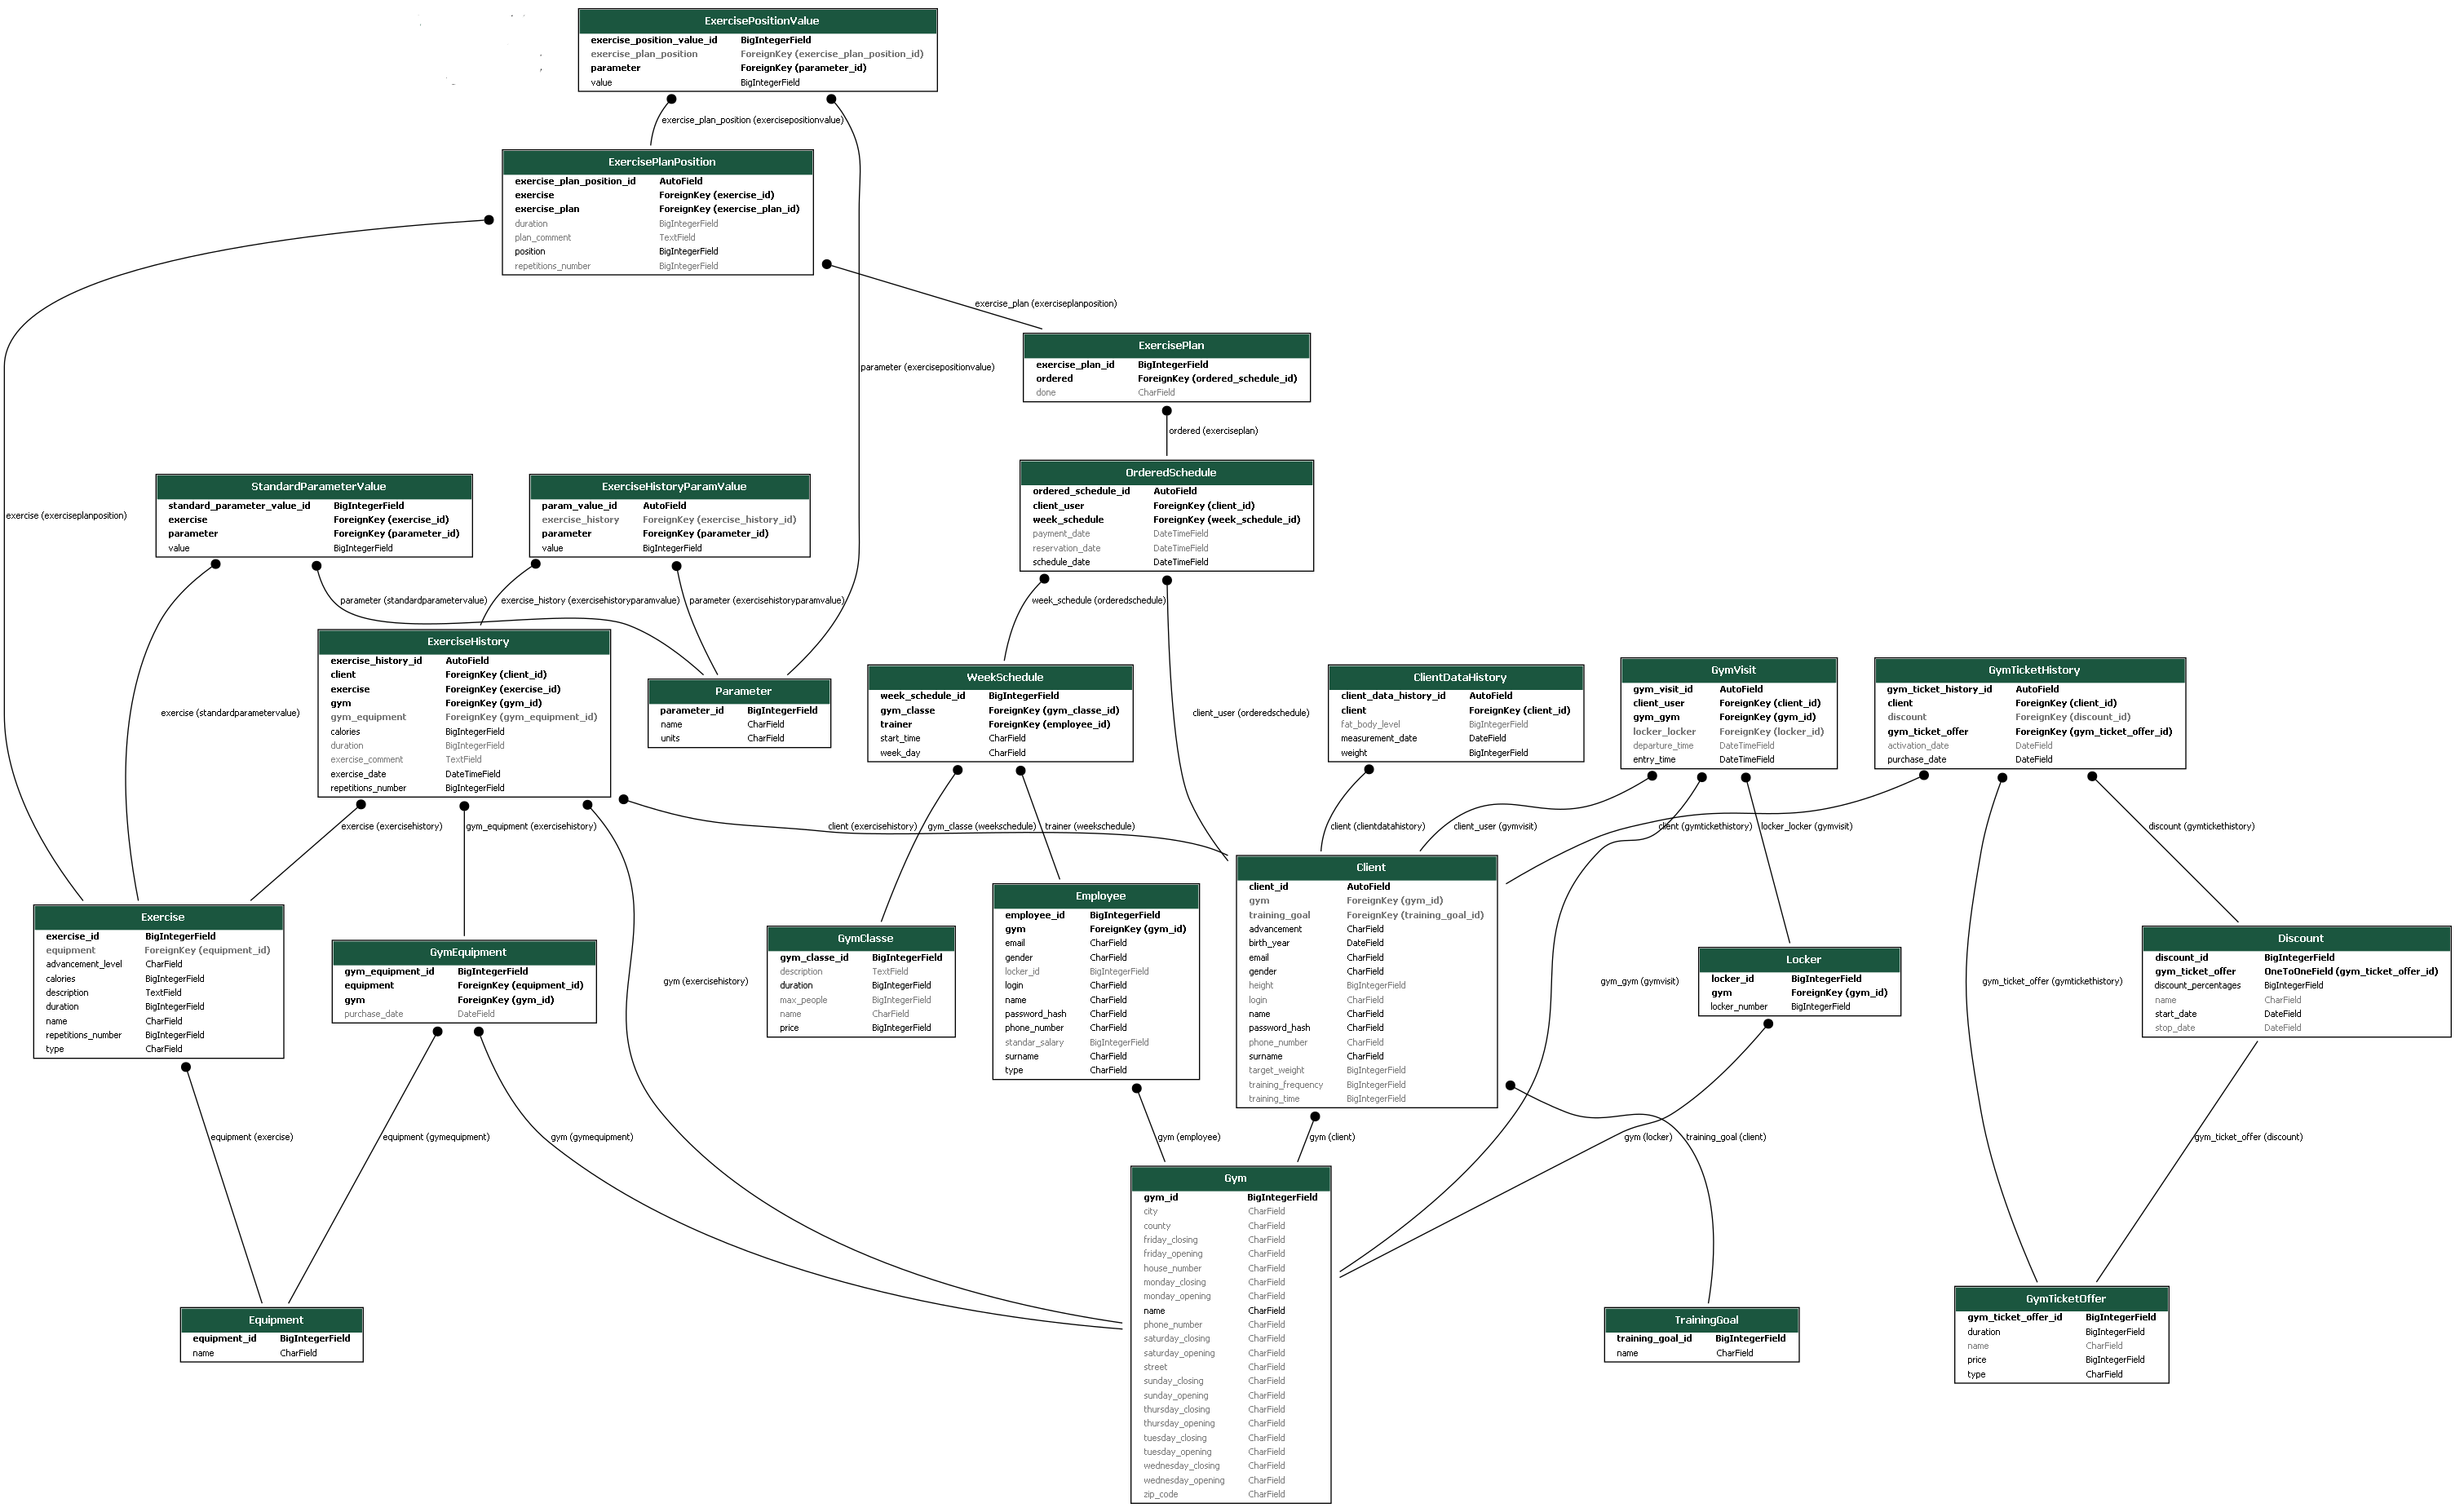 ExercisePositionValue
exercise_position_value_id BigIntegerField
exercise_plan_position ForeignKey (exercise_plan_position_id)
parameter ForeignKey (parameter_id)
value BigIntegerField
exercise_plan_position (exercisepositionvalue)
ExercisePlanPosition
exercise_plan_position_id AutoField
exercise ForeignKey (exercise_id)
exercise_plan ForeignKey (exercise_plan_id)
duration BigIntegerField
plan_comment TextField
position BigIntegerField
repetitions_number BigIntegerField
exercise_plan (exerciseplanposition)
ExercisePlan
exercise_plan_id BigIntegerField
ordered ForeignKey (ordered_schedule_id)
done CharField
parameter (exercisepositionvalue)
ordered (exerciseplan)
OrderedSchedule
ordered_schedule_id AutoField
client_user ForeignKey (client_id)
week_schedule ForeignKey (week_schedule_id)
payment_date DateTimeField
reservation_date DateTimeField
schedule_date DateTimeField
StandardParameterValue
standard_parameter_value_id BigIntegerField
exercise ForeignKey (exercise_id)
parameter ForeignKey (parameter_id)
value BigIntegerField
ExerciseHistoryParamValue
param_value_id AutoField
exercise_history ForeignKey (exercise_history_id)
parameter ForeignKey (parameter_id)
value BigIntegerField
exercise (exerciseplanposition)
parameter (standardparametervalue)
exercise_history (exercisehistoryparamvalue)
parameter (exercisehistoryparamvalue)
week_schedule (orderedschedule)
ExerciseHistory
exercise_history_id AutoField
client ForeignKey (client_id)
exercise ForeignKey (exercise_id)
gym ForeignKey (gym_id)
gym_equipment ForeignKey (gym_equipment_id)
calories BigIntegerField
duration BigIntegerField
exercise_comment TextField
exercise_date DateTimeField
repetitions_number BigIntegerField
Parameter
parameter_id BigIntegerField
name CharField
units CharField
WeekSchedule
week_schedule_id BigIntegerField
gym_classe ForeignKey (gym_classe_id)
trainer ForeignKey (employee_id)
start_time CharField
week_day CharField
ClientDataHistory
client_data_history_id AutoField
client ForeignKey (client_id)
fat_body_level BigIntegerField
measurement_date DateField
weight BigIntegerField
GymVisit
gym_visit_id AutoField
client_user ForeignKey (client_id)
gym_gym ForeignKey (gym_id)
locker_locker ForeignKey (locker_id)
departure_time DateTimeField
entry_time DateTimeField
GymTicketHistory
gym_ticket_history_id AutoField
client ForeignKey (client_id)
discount ForeignKey (discount_id)
gym_ticket_offer ForeignKey (gym_ticket_offer_id)
activation_date DateField
purchase_date DateField
exercise (standardparametervalue)
client_user (orderedschedule)
exercise (exercisehistory)
gym_equipment (exercisehistory)
client (exercisehistory)
gym_classe (weekschedule)
trainer (weekschedule)
client (clientdatahistory)
client_user (gymvisit)
client (gymtickethistory)
locker_locker (gymvisit)
discount (gymtickethistory)
Exercise
exercise_id BigIntegerField
equipment ForeignKey (equipment_id)
advancement_level CharField
calories BigIntegerField
description TextField
duration BigIntegerField
name CharField
repetitions_number BigIntegerField
type CharField
GymEquipment
gym_equipment_id BigIntegerField
equipment ForeignKey (equipment_id)
gym ForeignKey (gym_id)
purchase_date DateField
gym (exercisehistory)
GymClasse
gym_classe_id BigIntegerField
description TextField
duration BigIntegerField
max_people BigIntegerField
name CharField
price BigIntegerField
Employee
employee_id BigIntegerField
gym ForeignKey (gym_id)
email CharField
gender CharField
locker_id BigIntegerField
login CharField
name CharField
password_hash CharField
phone_number CharField
standar_salary BigIntegerField
surname CharField
type CharField
Client
client_id AutoField
gym ForeignKey (gym_id)
training_goal ForeignKey (training_goal_id)
advancement CharField
birth_year DateField
email CharField
gender CharField
height BigIntegerField
login CharField
name CharField
password_hash CharField
phone_number CharField
surname CharField
target_weight BigIntegerField
training_frequency BigIntegerField
training_time BigIntegerField
gym_gym (gymvisit)
Locker
locker_id BigIntegerField
gym ForeignKey (gym_id)
locker_number BigIntegerField
gym_ticket_offer (gymtickethistory)
Discount
discount_id BigIntegerField
gym_ticket_offer OneToOneField (gym_ticket_offer_id)
discount_percentages BigIntegerField
name CharField
start_date DateField
stop_date DateField
equipment (exercise)
equipment (gymequipment)
gym (gymequipment)
gym (employee)
gym (client)
gym (locker)
training_goal (client)
gym_ticket_offer (discount)
Gym
gym_id BigIntegerField
city CharField
county CharField
friday_closing CharField
friday_opening CharField
house_number CharField
monday_closing CharField
monday_opening CharField
name CharField
phone_number CharField
saturday_closing CharField
saturday_opening CharField
street CharField
sunday_closing CharField
sunday_opening CharField
thursday_closing CharField
thursday_opening CharField
tuesday_closing CharField
tuesday_opening CharField
wednesday_closing CharField
wednesday_opening CharField
zip_code CharField
Equipment
equipment_id BigIntegerField
name CharField
TrainingGoal
training_goal_id BigIntegerField
name CharField
GymTicketOffer
gym_ticket_offer_id BigIntegerField
duration BigIntegerField
name CharField
price BigIntegerField
type CharField